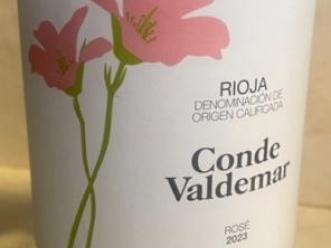 RIOJA
DENOMINACIÓN DE
ORIGEN CALIFICADA
Conde
Valdemar
ROSÉ
2023